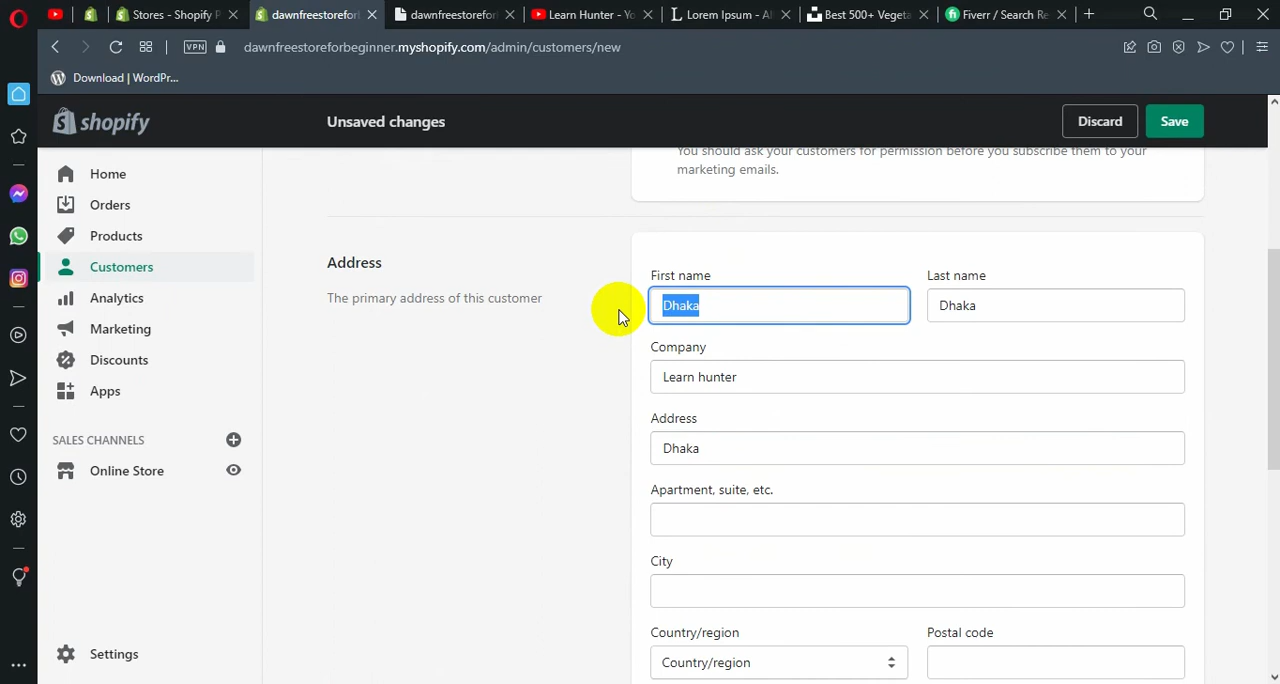 Stores - Shopify P
dawnfreestorefor
dawnfreestorefor
Learn Hunter - Yo
Lorem Ipsum - Al
Best 500+ Vegeta
Fiverr / Search Re
VPN
dawnfreestoreforbeginner.myshopify.com/admin/customers/new
Download | WordPr...
shopify
Unsaved changes
Discard
Save
Home
Orders
Products
Customers
Analytics
Marketing
Discounts
Apps
SALES CHANNELS
Online Store
Settings
You should ask your customers for permission before you subscribe them to your
marketing emails.
Address
The primary address of this customer
First name
Last name
Dhaka
Dhaka
Company
Learn hunter
Address
Dhaka
Apartment, suite, etc.
City
Country/region
Postal code
Country/region